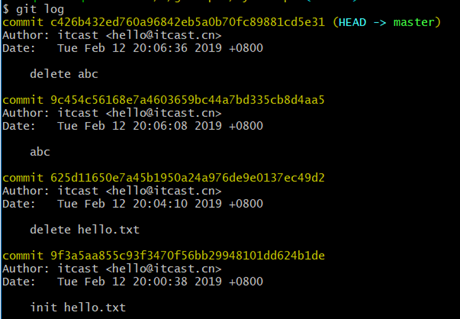 $ git log
commit c426b432ed760a96842eb5a0b70fc89881cd5e31 (HEAD -> master)
Author: itcast <hello@itcast.cn>
Date:   Tue Feb 12 20:06:36 2019 +0800
    delete abc
commit 9c454c56168e7a4603659bc44a7bd335cb8d4aa5
Author: itcast <hello@itcast.cn>
Date:   Tue Feb 12 20:06:08 2019 +0800
    abc
commit 625d11650e7a45b1950a24a976de9e0137ec49d2
Author: itcast <hello@itcast.cn>
Date:   Tue Feb 12 20:04:10 2019 +0800
    delete hello.txt
commit 9f3a5aa855c93f3470f56bb29948101dd624b1de
Author: itcast <hello@itcast.cn>
Date:   Tue Feb 12 20:00:38 2019 +0800
    init hello.txt